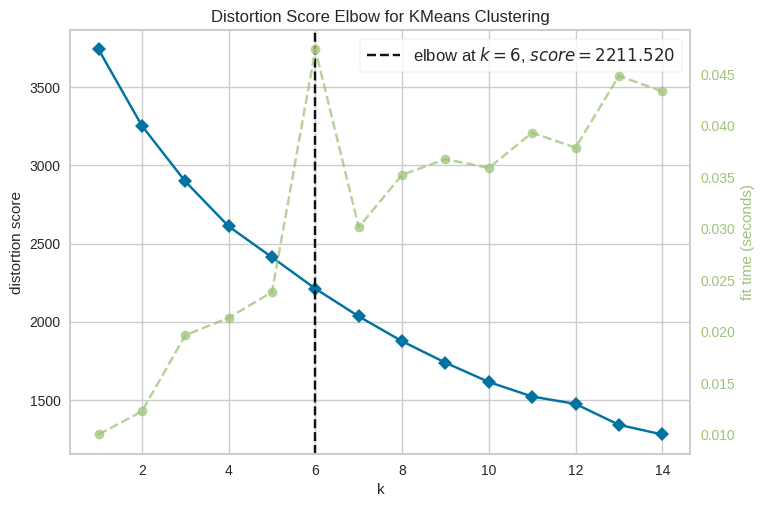 Distortion Score Elbow for KMeans Clustering
elbow at k = 6, score = 2211.520
distortion score
3500
3000
2500
2000
1500
0.045
0.040
0.035
0.030
0.025
0.020
0.015
0.010
fit time (seconds)
2 4 6 8 10 12 14
k